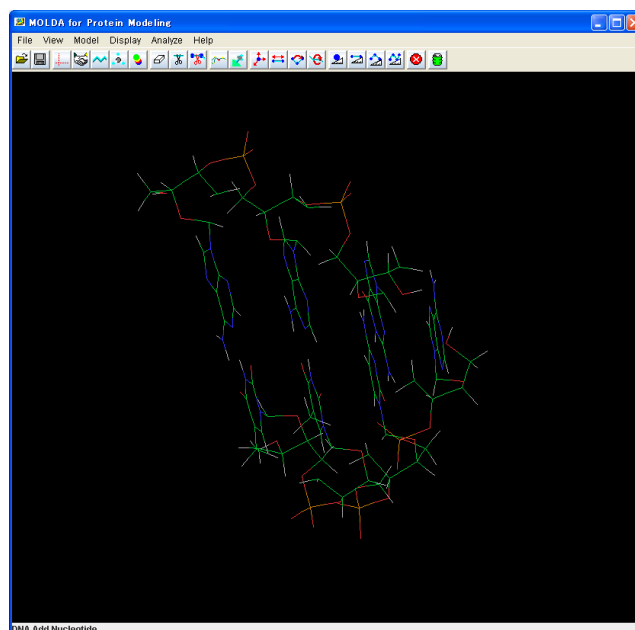 MOLDA for Protein Modeling
File View Model Display Analyze Help
DNA Add Nucleotide